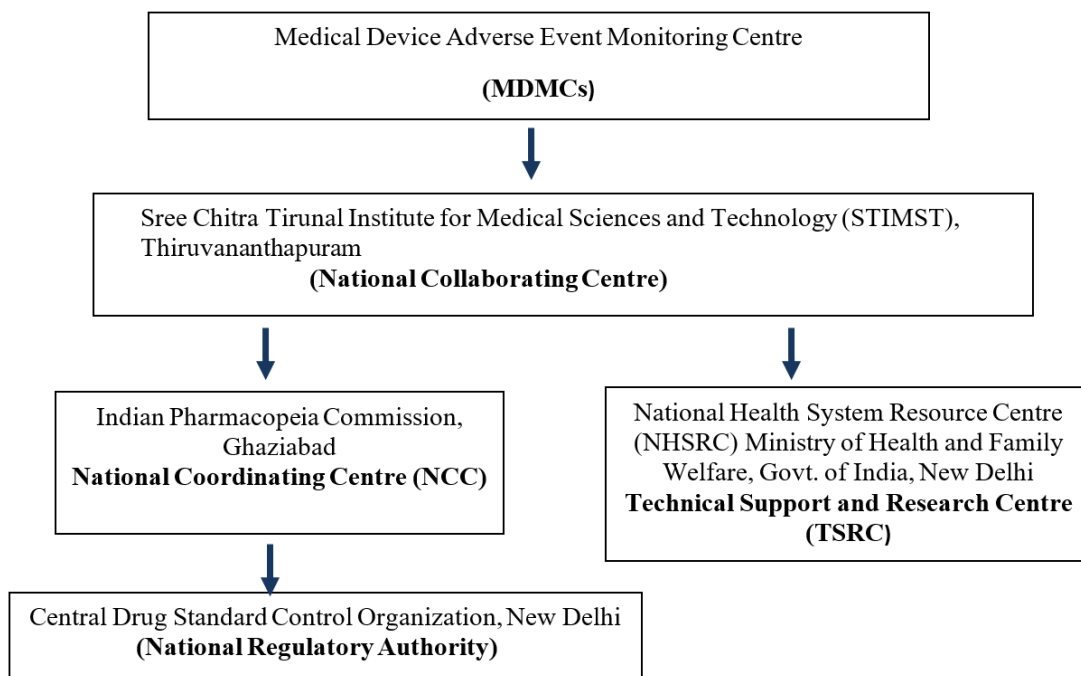 Medical Device Adverse Event Monitoring Centre
(MDMCs)
Sree Chitra Tirunal Institute for Medical Sciences and Technology (STIMST),
Thiruvananthapuram
(National Collaborating Centre)
Indian Pharmacopeia Commission,
Ghaziabad
National Coordinating Centre (NCC)
National Health System Resource Centre
(NHSRC) Ministry of Health and Family
Welfare, Govt. of India, New Delhi
Technical Support and Research Centre
(TSRC)
Central Drug Standard Control Organization, New Delhi
(National Regulatory Authority)